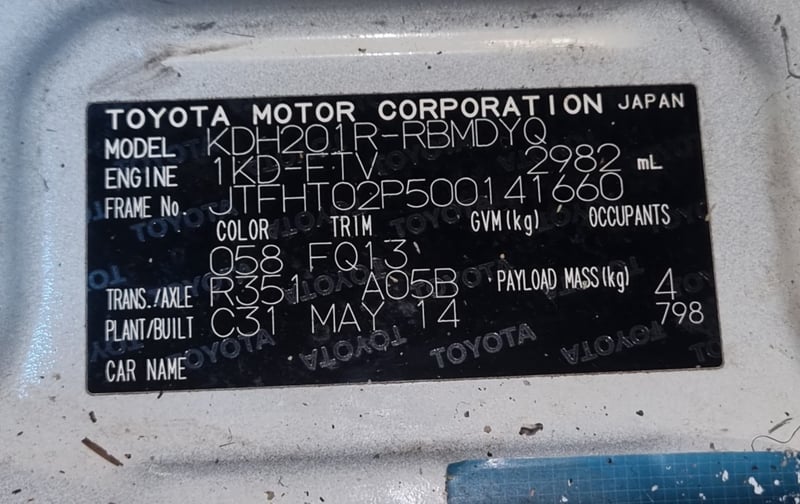 TOYOTA MOTOR CORPORATION JAPAN
MODEL KDH201R-RBMDYQ
ENGINE 1KD-FTV 2982 mL
FRAME No. JTFHT02P500141660
COLOR TRIM GVM(kg) OCCUPANTS
058 FQ13
TRANS./AXLE R351 A05B PAYLOAD MASS(kg) 4
PLANT/BUILT C31 MAY 14 798
CAR NAME